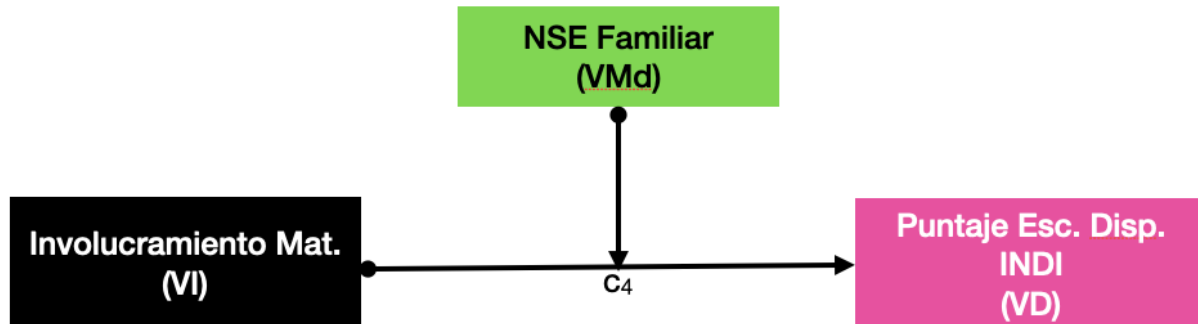 NSE Familiar
(VMd)
Involucramiento Mat.
(VI)
Puntaje Esc. Disp.
INDI
(VD)
c4